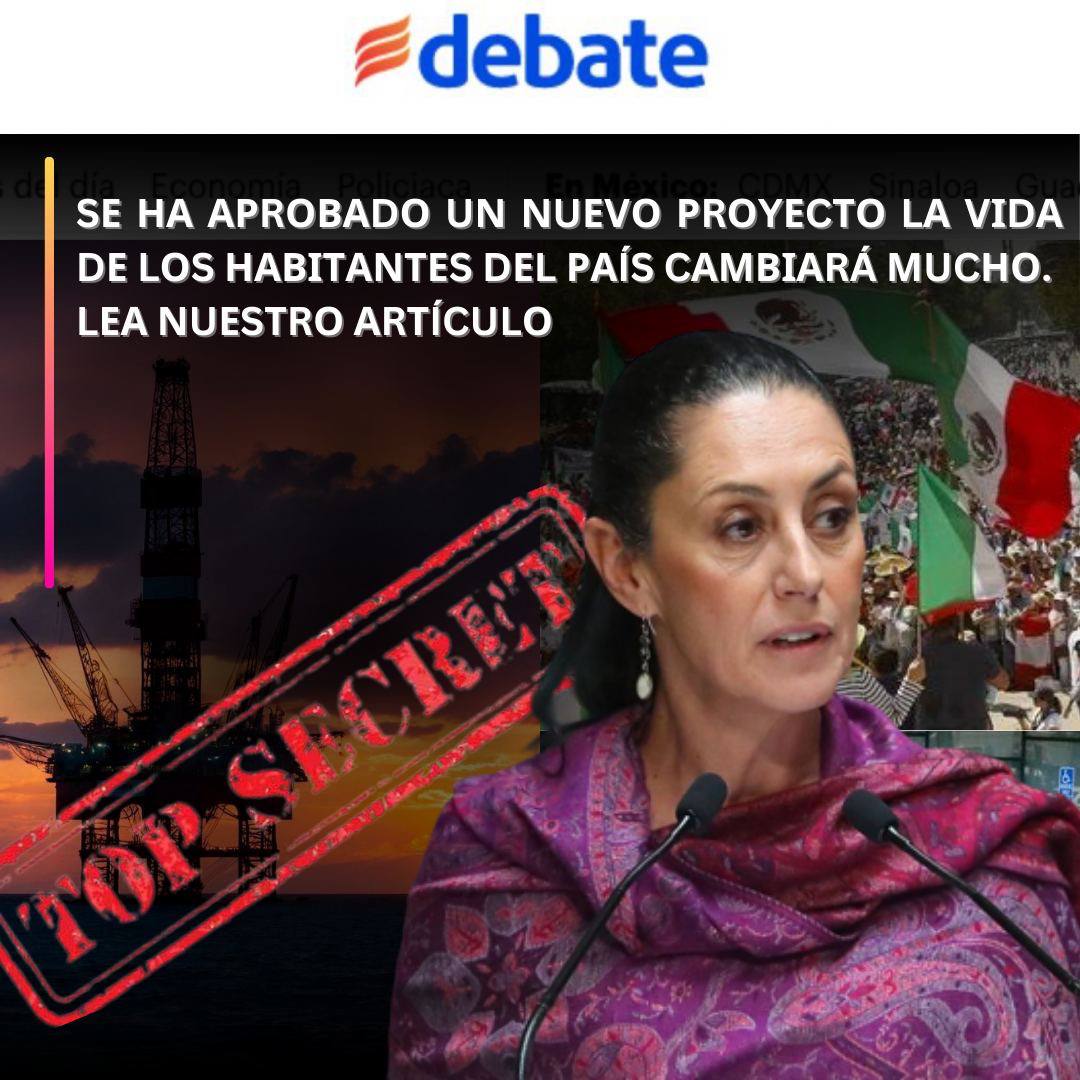 debate
s del día Economía Policiaca En México: CDMX Sinaloa Gua
SE HA APROBADO UN NUEVO PROYECTO LA VIDA
DE LOS HABITANTES DEL PAÍS CAMBIARÁ MUCHO.
LEA NUESTRO ARTÍCULO
TOP SECRET